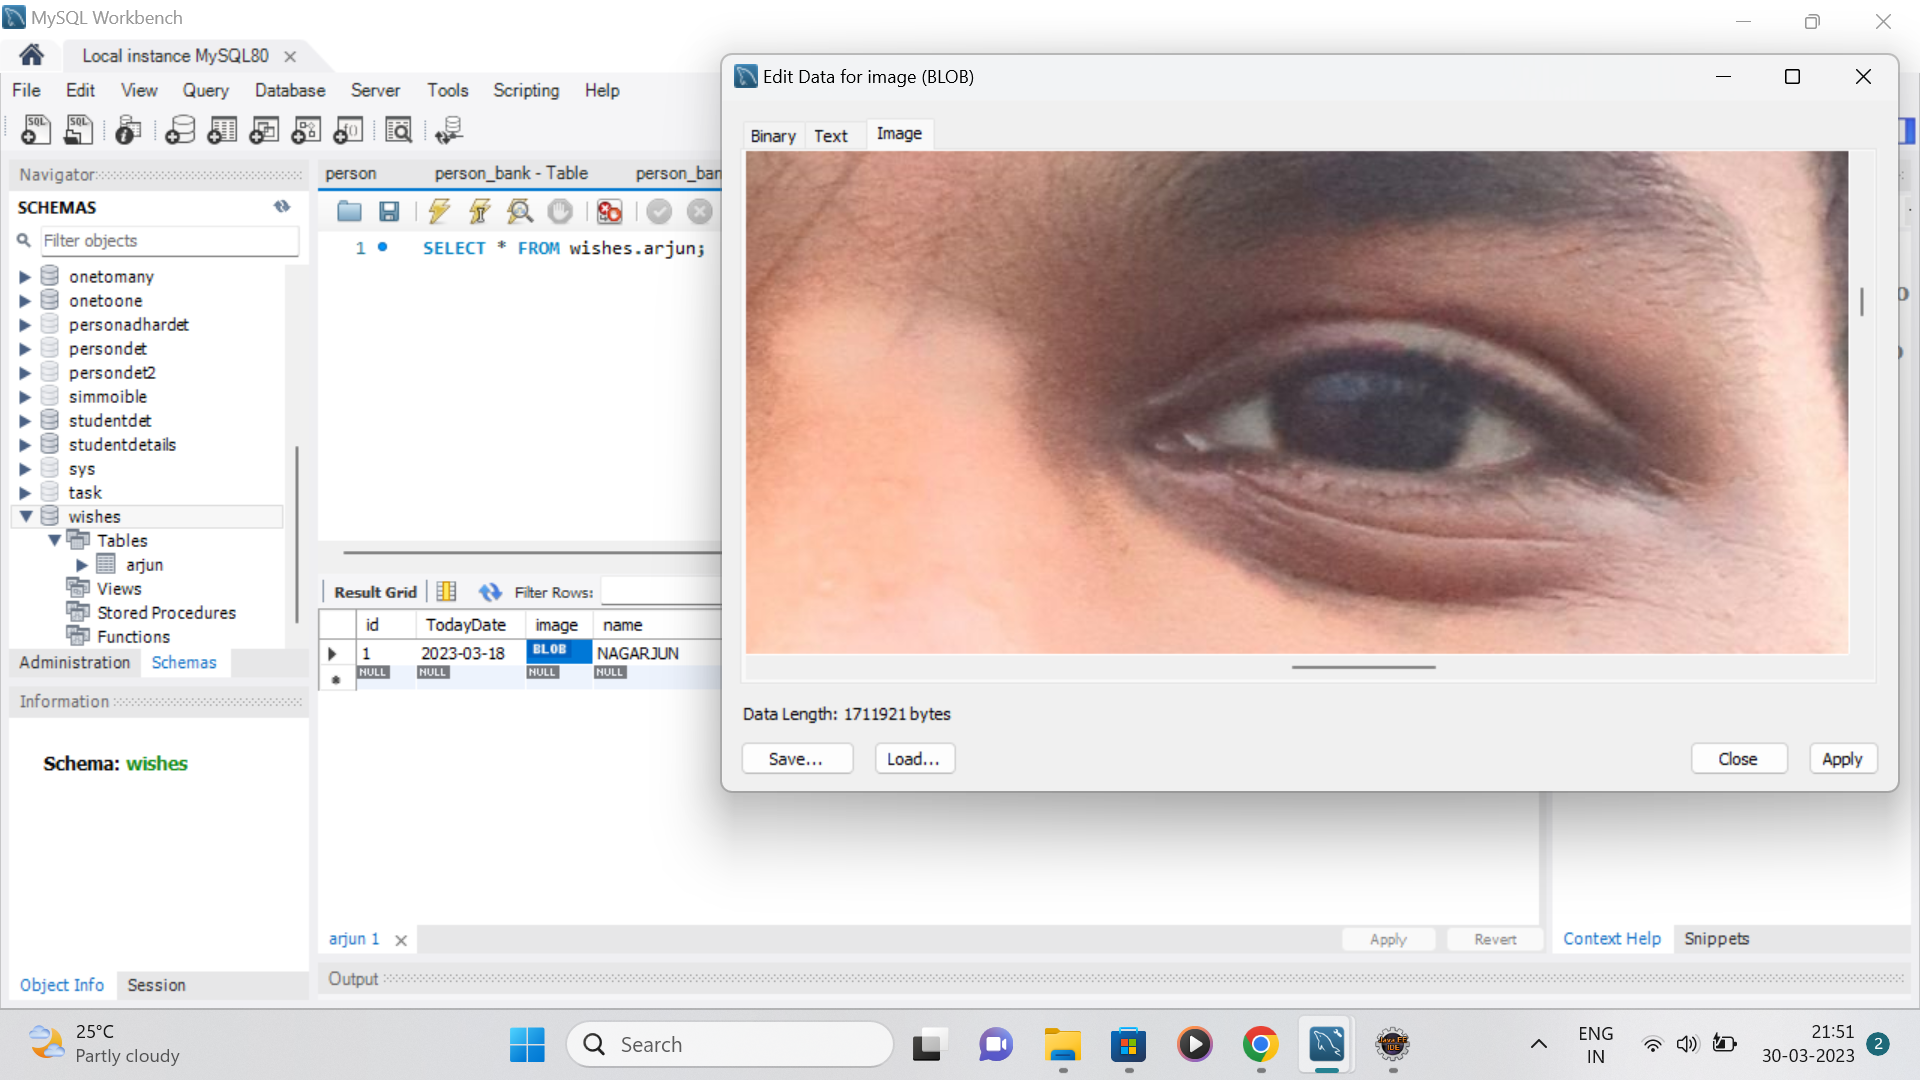 MySQL Workbench
Local instance MySQL80
File Edit View Query Database Server Tools Scripting Help
SQL SQL
Navigator
SCHEMAS
Filter objects
onetomany
onetoone
personadhardet
persondet
persondet2
simmoible
studentdet
studentdetails
sys
task
wishes
Tables
arjun
Views
Stored Procedures
Functions
Administration Schemas
Information
Schema: wishes
Object Info Session
person person_bank - Table person_ban
1 SELECT * FROM wishes.arjun;
Result Grid Filter Rows:
id TodayDate image name
1 2023-03-18 BLOB NAGARJUN
NULL NULL NULL NULL
arjun 1
Apply Revert
Output
Context Help Snippets
Edit Data for image (BLOB)
Binary Text Image
Data Length: 1711921 bytes
Save... Load... Close Apply
25°C
Partly cloudy
Search
ENG
IN
21:51
30-03-2023
2